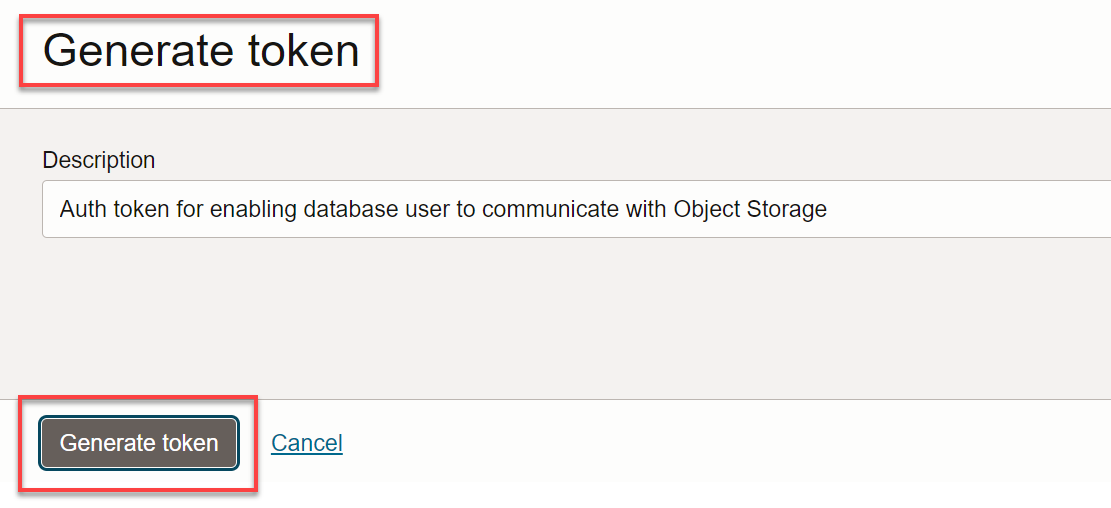 Generate token
Description
Auth token for enabling database user to communicate with Object Storage
Generate token Cancel